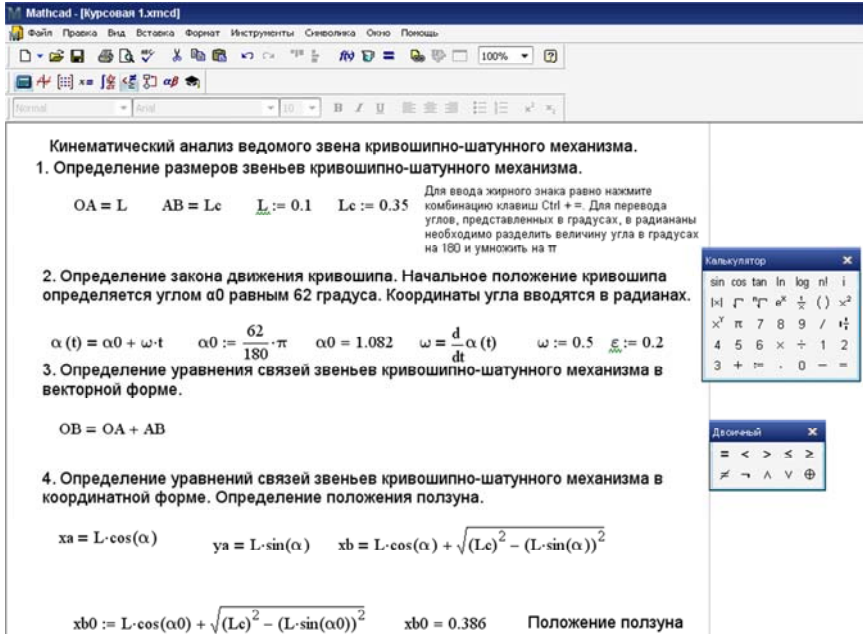 Mathcad - [Курсовая 1.xmcd]
Файл Правка Вид Вставка Формат Инструменты Символика Окно Помощь
100%
Normal Arial 10 B I U
Кинематический анализ ведомого звена кривошипно-шатунного механизма.
1. Определение размеров звеньев кривошипно-шатунного механизма.
OA = L AB = Lc L := 0.1 Lc := 0.35
Для ввода жирного знака равно нажмите
комбинацию клавиш Ctrl + =. Для перевода
углов, представленных в градусах, в радиананы
необходимо разделить величину угла в градусах
на 180 и умножить на π
2. Определение закона движения кривошипа. Начальное положение кривошипа
определяется углом α0 равным 62 градуса. Координаты угла вводятся в радианах.
α (t) = α0 + ω·t α0 := 62/180·π α0 = 1.082 ω = d/dt α (t) ω := 0.5 ε := 0.2
3. Определение уравнения связей звеньев кривошипно-шатунного механизма в
векторной форме.
OB = OA + AB
4. Определение уравнений связей звеньев кривошипно-шатунного механизма в
координатной форме. Определение положения ползуна.
xa = L·cos(α) ya = L·sin(α) xb = L·cos(α) + √((Lc)² − (L·sin(α))²)
xb0 := L·cos(α0) + √((Lc)² − (L·sin(α0))²) xb0 = 0.386 Положение ползуна
Калькулятор
sin cos tan ln log n! i
|×| √ ⁿ√ eˣ 1/x ( ) ×²
×ʸ π 7 8 9 /
4 5 6 × ÷ 1 2
3 + := . 0 − =
Двоичный
= < > ≤ ≥
≠ ¬ ∧ ∨ ⊕